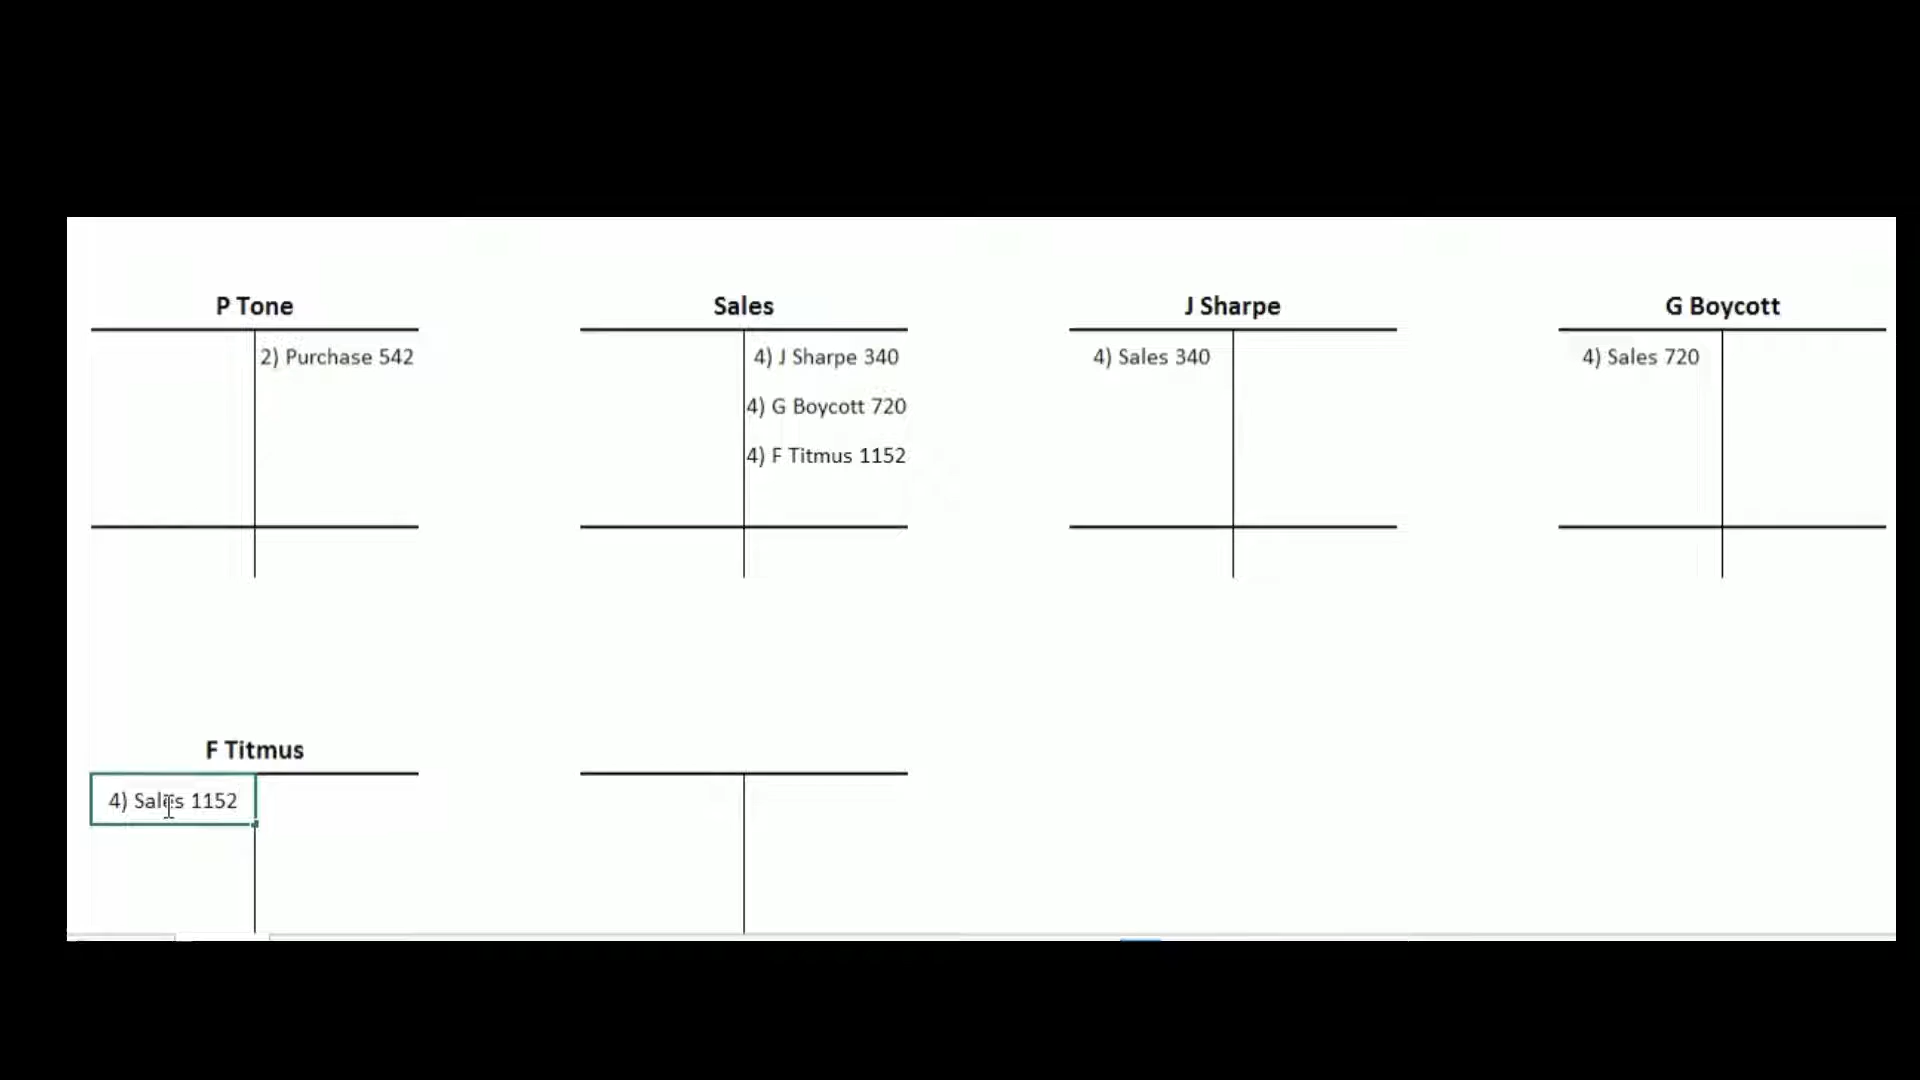 P Tone
Sales
J Sharpe
G Boycott
2) Purchase 542
4) J Sharpe 340
4) Sales 340
4) Sales 720
4) G Boycott 720
4) F Titmus 1152
F Titmus
4) Sales 1152